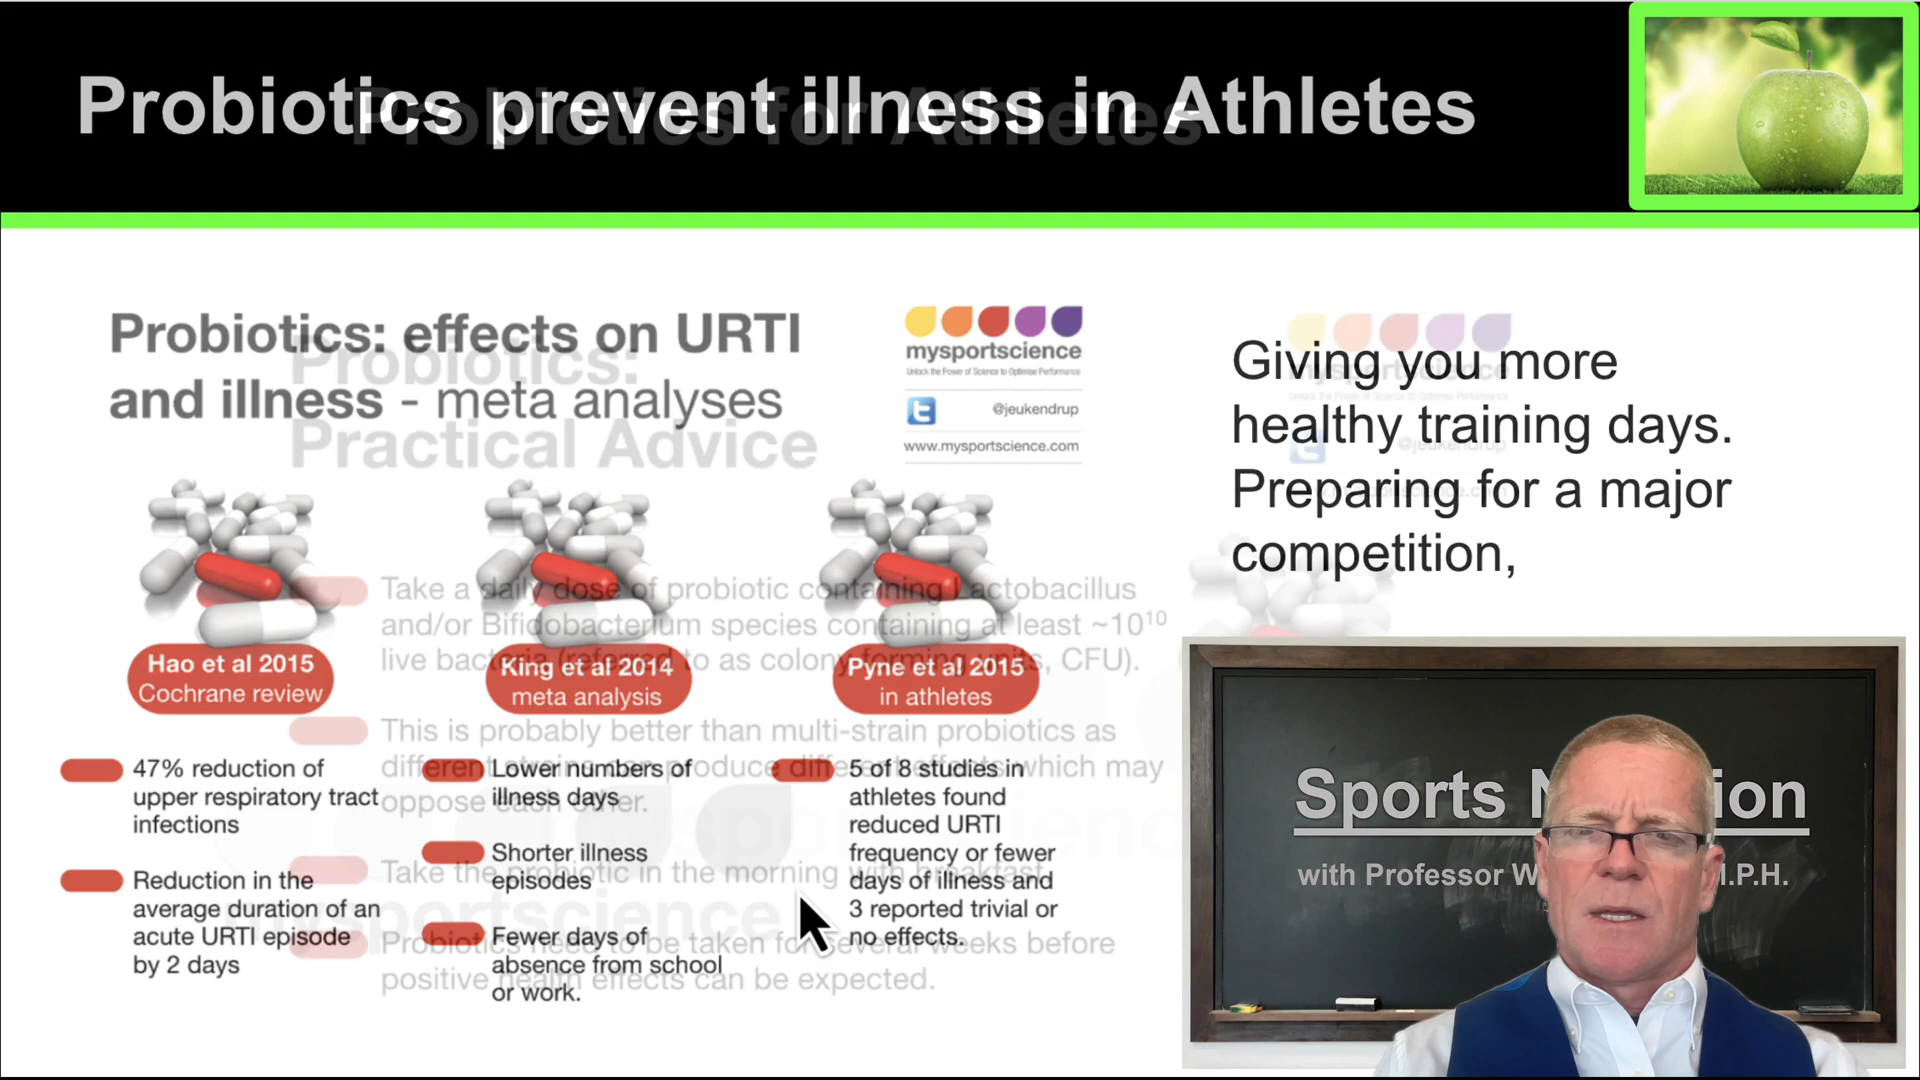 Probiotics prevent illness in Athletes
Probiotics for Athletes
Probiotics: effects on URTI
and illness - meta analyses
mysportscience
Unlock the Power of Science to Optimise Performance
@jeukendrup
www.mysportscience.com
Hao et al 2015
Cochrane review
47% reduction of
upper respiratory tract
infections
Reduction in the
average duration of an
acute URTI episode
by 2 days
King et al 2014
meta analysis
Lower numbers of
illness days
Shorter illness
episodes
Fewer days of
absence from school
or work.
Pyne et al 2015
in athletes
5 of 8 studies in
athletes found
reduced URTI
frequency or fewer
days of illness and
3 reported trivial or
no effects.
Probiotics:
Practical Advice
Take a daily dose of probiotic containing Lactobacillus
and/or Bifidobacterium species containing at least ~10¹⁰
live bacteria (referred to as colony forming units, CFU).
This is probably better than multi-strain probiotics as
different strains can produce different effects which may
oppose each other.
Take the probiotic in the morning with breakfast
Probiotics need to be taken for several weeks before
positive health effects can be expected.
mysportscience
@jeukendrup
Giving you more
healthy training days.
Preparing for a major
competition,
Sports
with Professor
M.P.H.